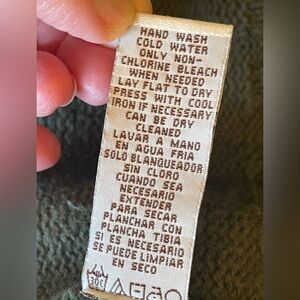 HAND WASH
COLD WATER
ONLY NON-
CHLORINE BLEACH
WHEN NEEDED
LAY FLAT TO DRY
PRESS WITH COOL
IRON IF NECESSARY
CAN BE DRY
CLEANED
LAVAR A MANO
EN AGUA FRIA
SOLO BLANQUEADOR
SIN CLORO
CUANDO SEA
NECESARIO
EXTENDER
PARA SECAR
PLANCHAR CON
PLANCHA TIBIA
SI ES NECESARIO
SE PUEDE LIMPIAR
EN SECO